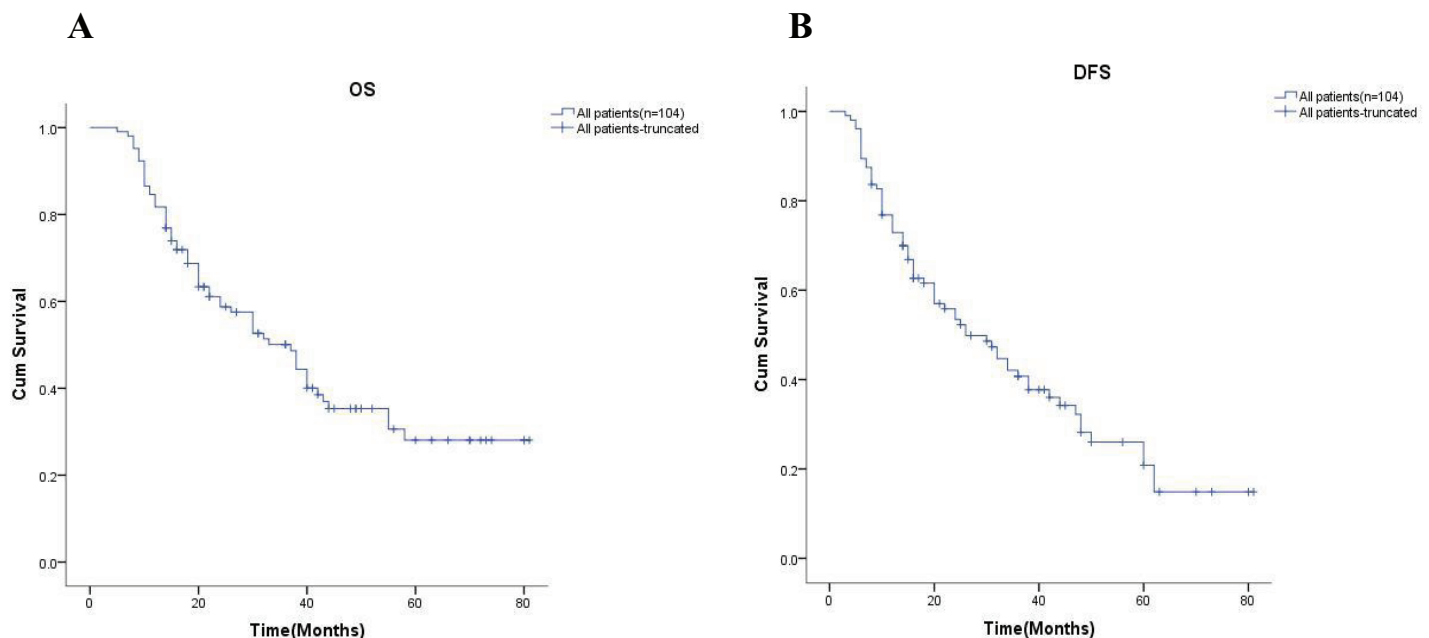 A
OS
All patients(n=104)
All patients-truncated
Cum Survival
1.0
0.8
0.6
0.4
0.2
0.0
0 20 40 60 80
Time(Months)
B
DFS
All patients(n=104)
All patients-truncated
Cum Survival
1.0
0.8
0.6
0.4
0.2
0.0
0 20 40 60 80
Time(Months)